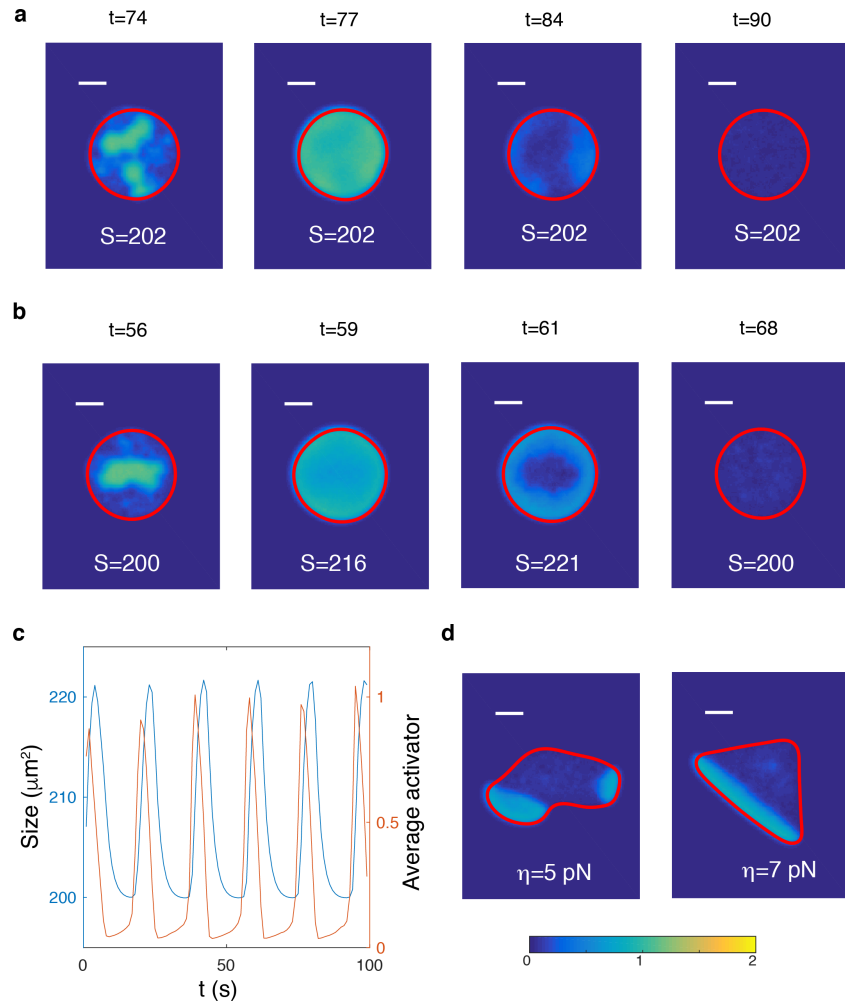 a
t=74 t=77 t=84 t=90
S=202 S=202 S=202 S=202
b
t=56 t=59 t=61 t=68
S=200 S=216 S=221 S=200
c
d
220
210
200
Size (μm²)
1
0.5
0
Average activator
0 50 100
t (s)
η=5 pN η=7 pN
0 1 2